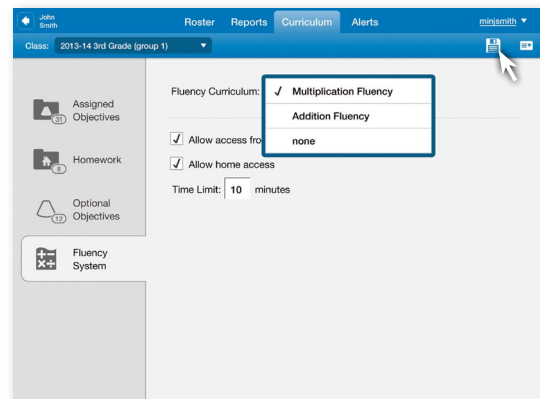 John
Smith
Roster Reports Curriculum Alerts
minjsmith
Class: 2013-14 3rd Grade (group 1)
Fluency Curriculum:
✓ Multiplication Fluency
Addition Fluency
none
31
Assigned
Objectives
Allow access fro
Homework
Allow home access
Time Limit: 10 minutes
Optional
Objectives
12
Fluency
System